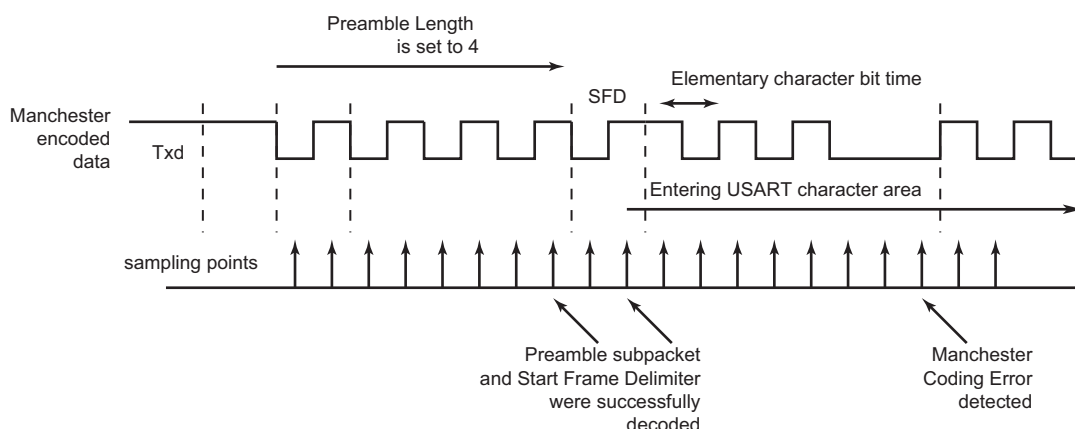 Preamble Length
is set to 4
SFD
Elementary character bit time
Manchester
encoded
data
Txd
Entering USART character area
sampling points
Preamble subpacket
and Start Frame Delimiter
were successfully
decoded
Manchester
Coding Error
detected